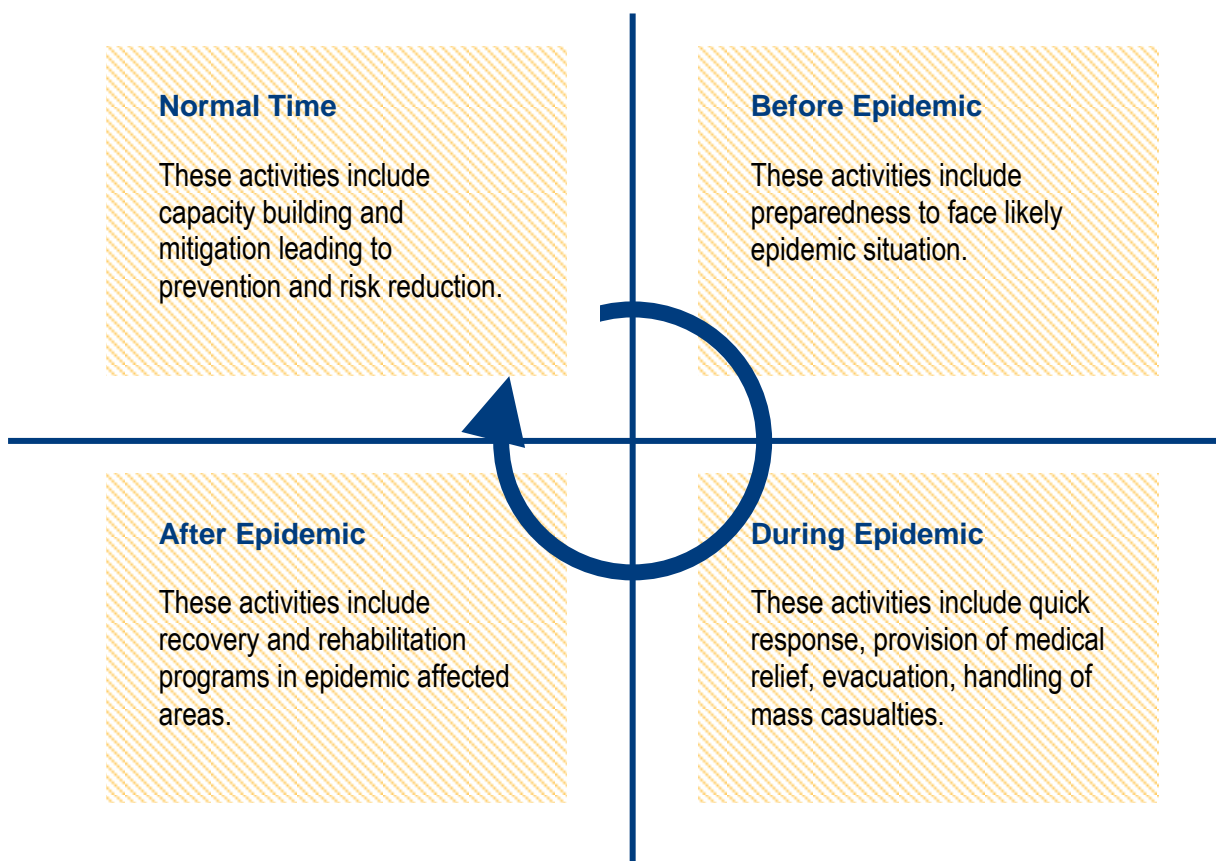 Normal Time
These activities include
capacity building and
mitigation leading to
prevention and risk reduction.
Before Epidemic
These activities include
preparedness to face likely
epidemic situation.
After Epidemic
These activities include
recovery and rehabilitation
programs in epidemic affected
areas.
During Epidemic
These activities include quick
response, provision of medical
relief, evacuation, handling of
mass casualties.